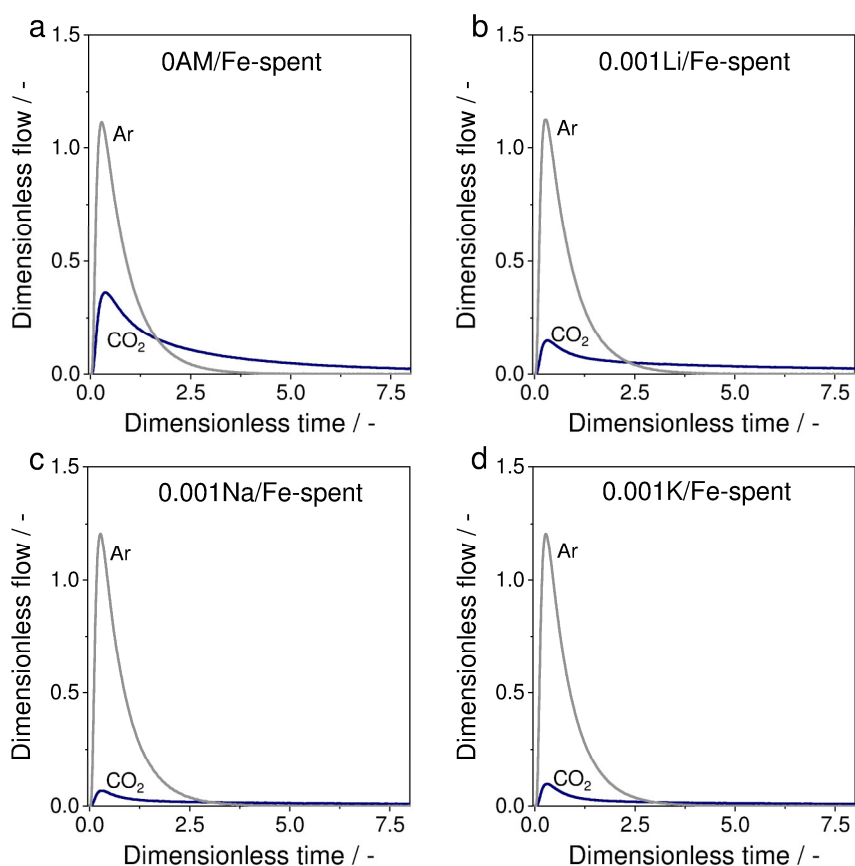 a
0AM/Fe-spent
1.5
1.0
0.5
0.0
Dimensionless flow / -
Ar
CO₂
0.0 2.5 5.0 7.5
Dimensionless time / -
b
0.001Li/Fe-spent
1.5
1.0
0.5
0.0
Dimensionless flow / -
Ar
CO₂
0.0 2.5 5.0 7.5
Dimensionless time / -
c
0.001Na/Fe-spent
1.5
1.0
0.5
0.0
Dimensionless flow / -
Ar
CO₂
0.0 2.5 5.0 7.5
Dimensionless time / -
d
0.001K/Fe-spent
1.5
1.0
0.5
0.0
Dimensionless flow / -
Ar
CO₂
0.0 2.5 5.0 7.5
Dimensionless time / -